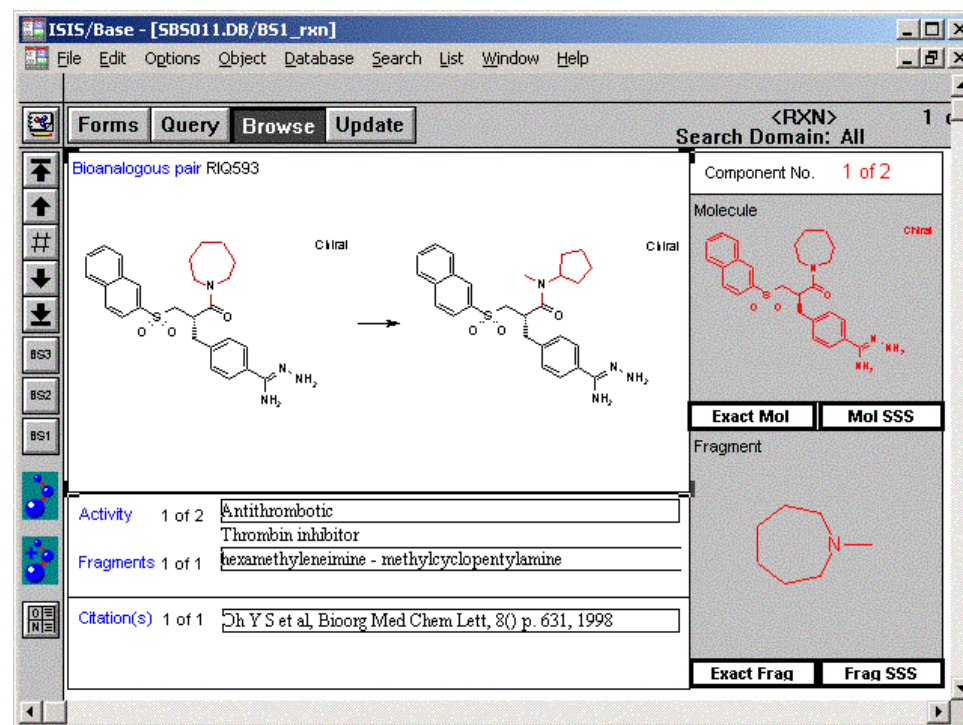 ISIS/Base - [SBS011.DB/BS1_rxn]
File Edit Options Object Database Search List Window Help
Forms Query Browse Update
<RXN> 1
Search Domain: All
Bioanalogous pair RIQ593
Component No. 1 of 2
Molecule
Chiral
Chiral
Chiral
N
O
S
O O
N
NH2
NH2
N
O
S
O O
N
NH2
NH2
N
O
S
O O
N NH2
NH2
#
BS3
BS2
BS1
Exact Mol Mol SSS
Fragment
N
Exact Frag Frag SSS
Activity 1 of 2 Antithrombotic
Thrombin inhibitor
Fragments 1 of 1 hexamethyleneimine - methylcyclopentylamine
Citation(s) 1 of 1 Oh Y S et al, Bioorg Med Chem Lett, 8() p. 631, 1998